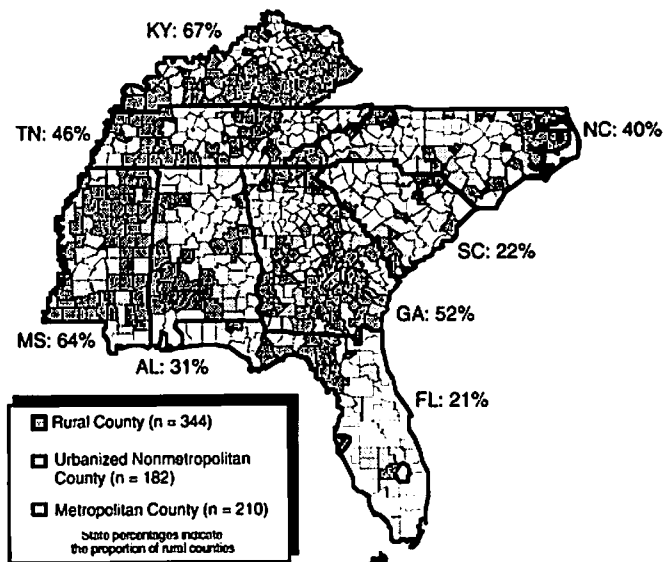 KY: 67%
TN: 46%
NC: 40%
SC: 22%
GA: 52%
MS: 64%
AL: 31%
FL: 21%
Rural County (n = 344)
Urbanized Nonmetropolitan
County (n = 182)
Metropolitan County (n = 210)
State percentages indicate
the proportion of rural counties